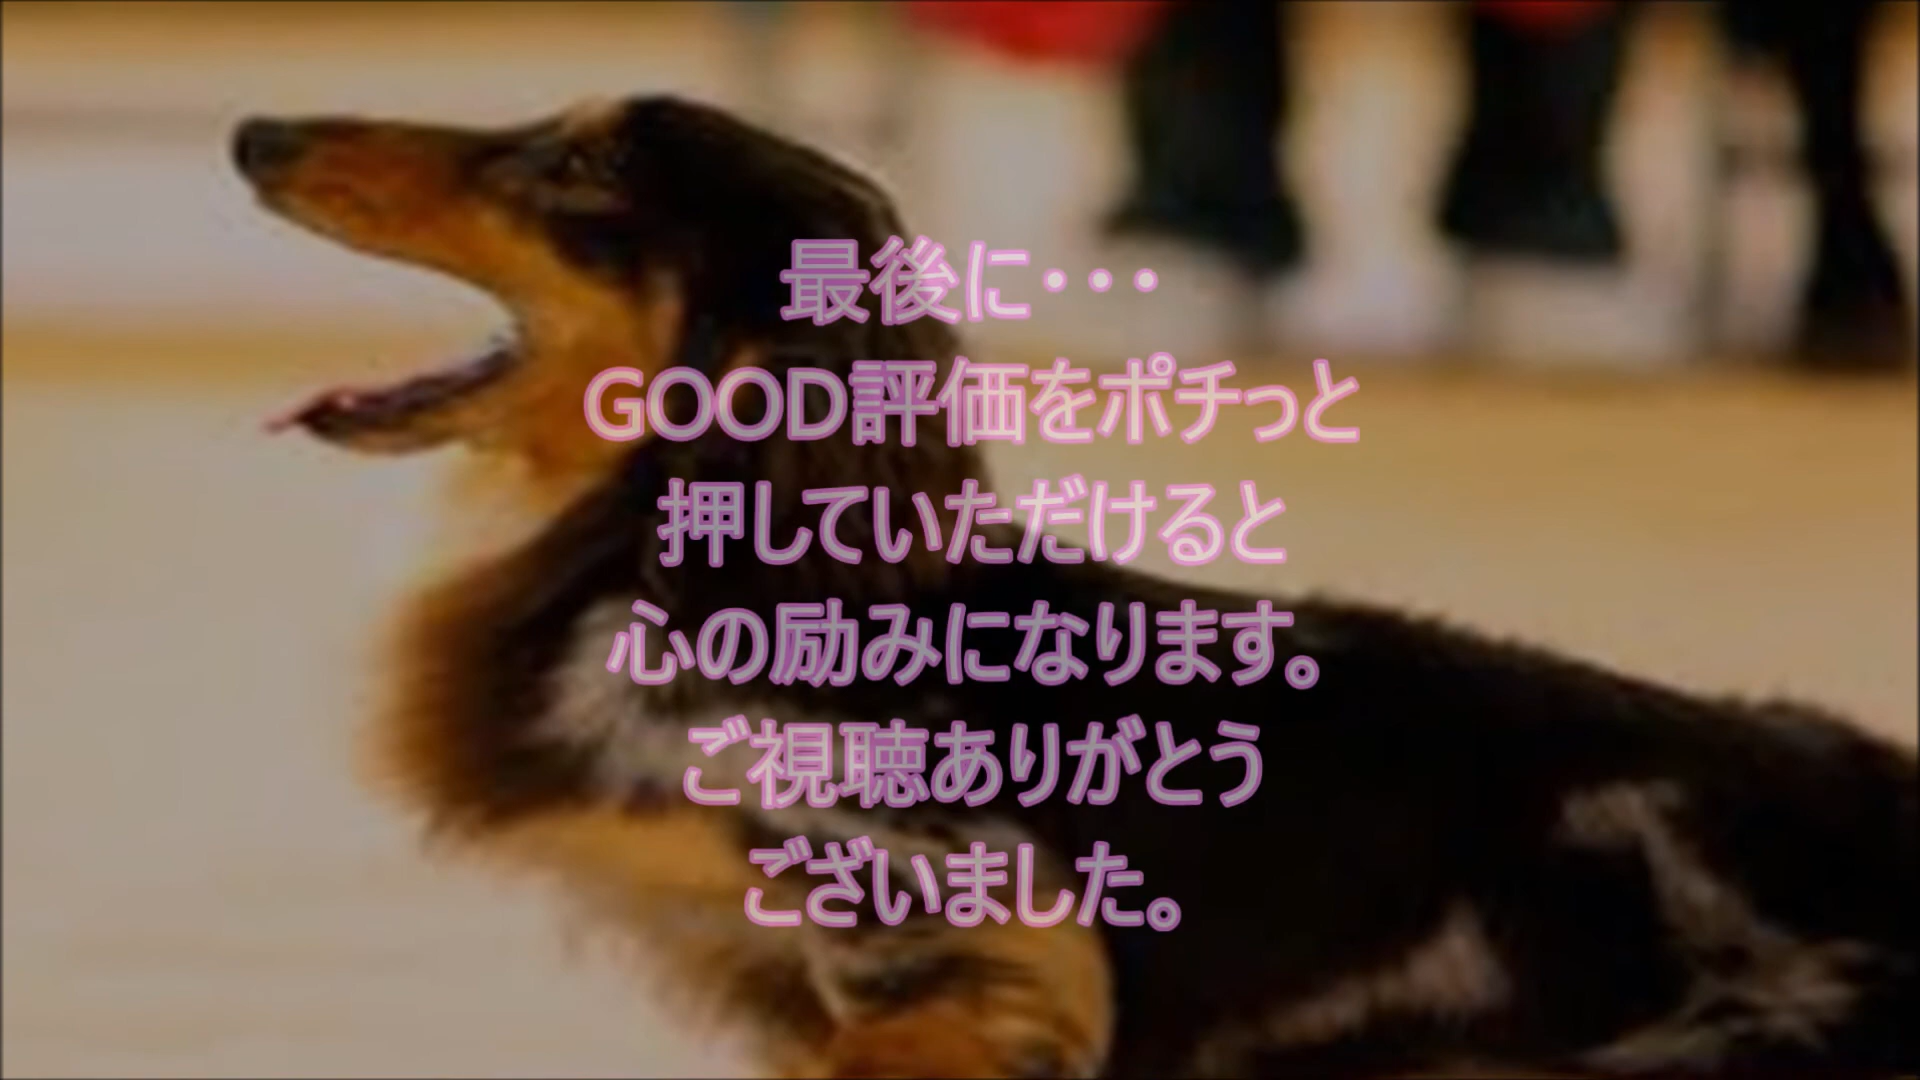 最後に・・・
GOOD評価をポチっと
押していただけると
心の励みになります。
ご視聴ありがとう
ございました。